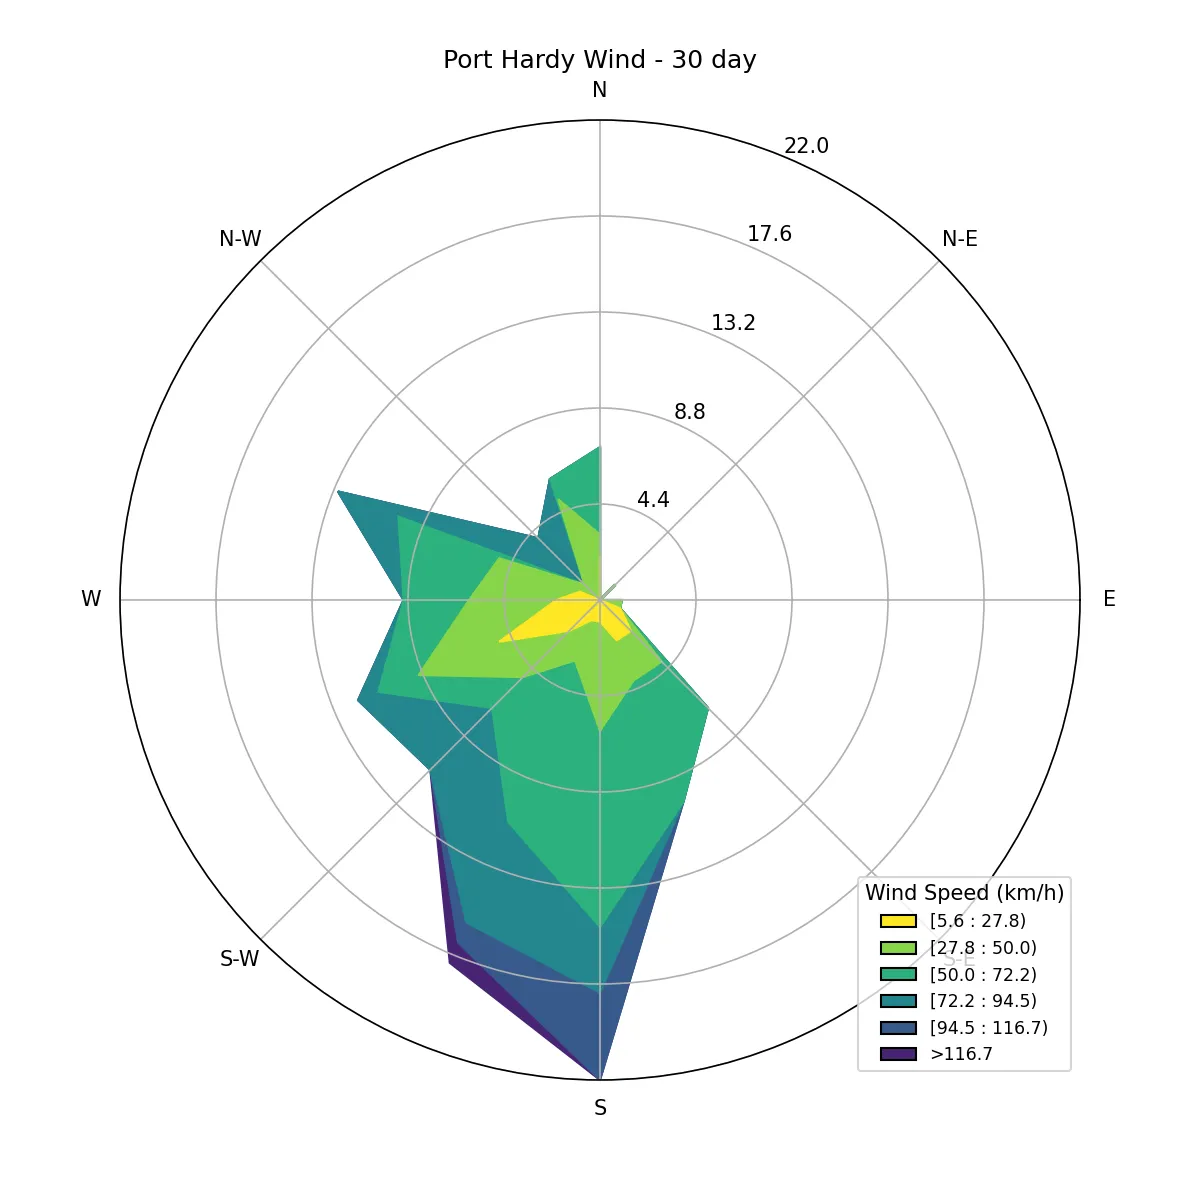 Port Hardy Wind - 30 day
N
22.0
N-W
17.6
N-E
13.2
8.8
4.4
W
E
Wind Speed (km/h)
[5.6 : 27.8)
[27.8 : 50.0)
S-W
S-E
[50.0 : 72.2)
[72.2 : 94.5)
[94.5 : 116.7)
>116.7
S